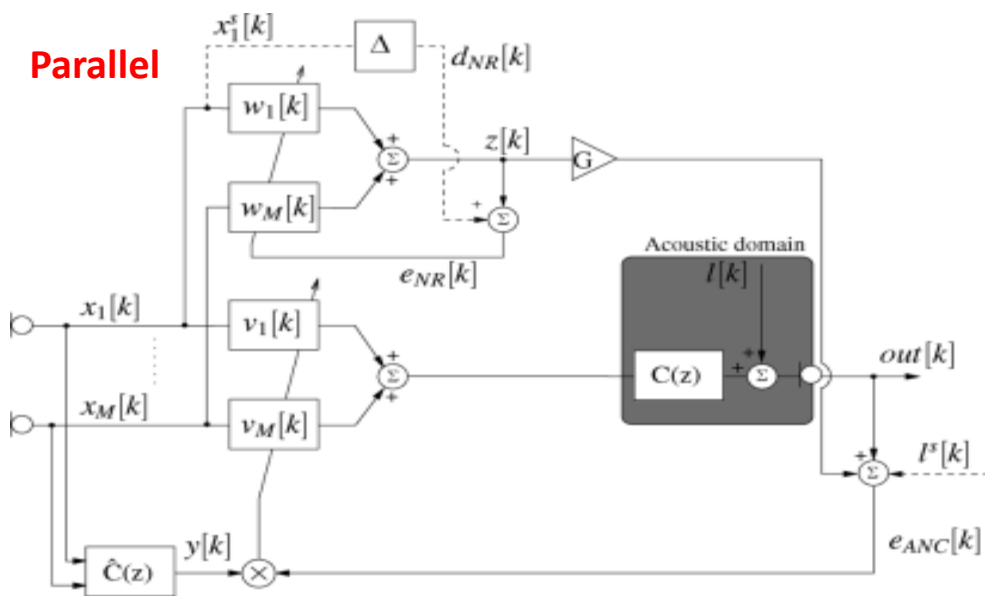 Parallel
x₁ˢ[k]
Δ
d_NR[k]
w₁[k]
+
Σ
+
z[k]
G
w_M[k]
+
Σ
e_NR[k]
Acoustic domain
l[k]
x₁[k]
v₁[k]
+
Σ
+
C(z)
+
+
Σ
out[k]
x_M[k]
v_M[k]
+
Σ
lˢ[k]
y[k]
Ĉ(z)
×
e_ANC[k]